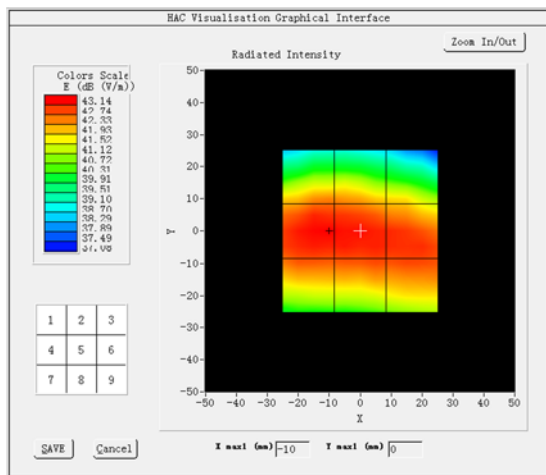 HAC Visualisation Graphical Interface
Zoom In/Out
Radiated Intensity
Colors Scale
E (dB (V/m))
43.14
42.74
42.33
41.93
41.52
41.12
40.72
40.31
39.91
39.51
39.10
38.70
38.29
37.89
37.49
37.08
50
40
30
20
10
0
-10
-20
-30
-40
-50
Y
-50 -40 -30 -20 -10 0 10 20 30 40 50
X
1 2 3
4 5 6
7 8 9
SAVE Cancel
X max1 (mm) -10 Y max1 (mm) 0